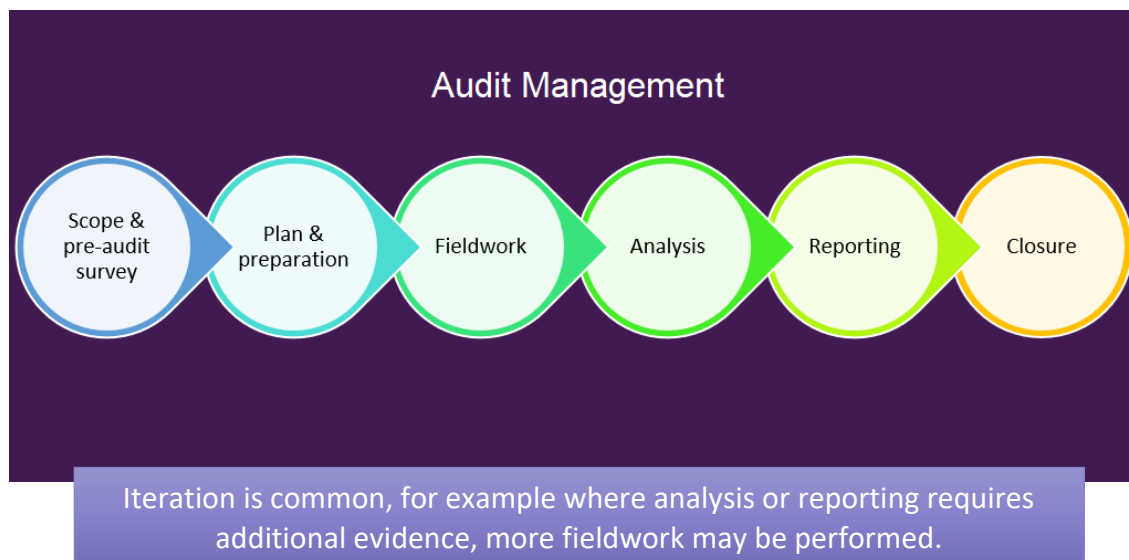 Audit Management
Scope &
pre-audit
survey
Plan &
preparation
Fieldwork
Analysis
Reporting
Closure
Iteration is common, for example where analysis or reporting requires
additional evidence, more fieldwork may be performed.